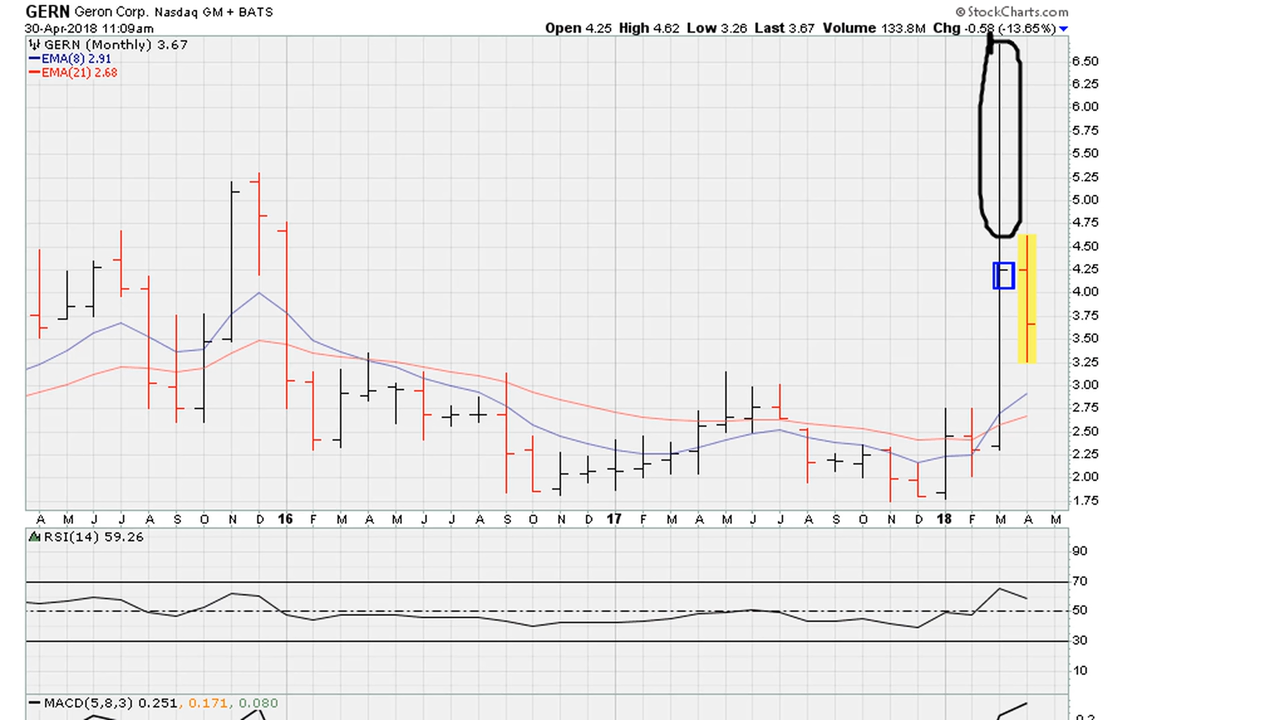 GERN Geron Corp. Nasdaq GM + BATS
© StockCharts.com
30-Apr-2018 11:09am
Open 4.25 High 4.62 Low 3.26 Last 3.67 Volume 133.8M Chg -0.58 (-13.65%)
GERN (Monthly) 3.67
EMA(8) 2.91
EMA(21) 2.68
6.50
6.25
6.00
5.75
5.50
5.25
5.00
4.75
4.50
4.25
4.00
3.75
3.50
3.25
3.00
2.75
2.50
2.25
2.00
1.75
A M J J A S O N D 16 F M A M J J A S O N D 17 F M A M J J A S O N D 18 F M A M
RSI(14) 59.26
90
70
50
30
10
MACD(5,8,3) 0.251, 0.171, 0.080
0.2